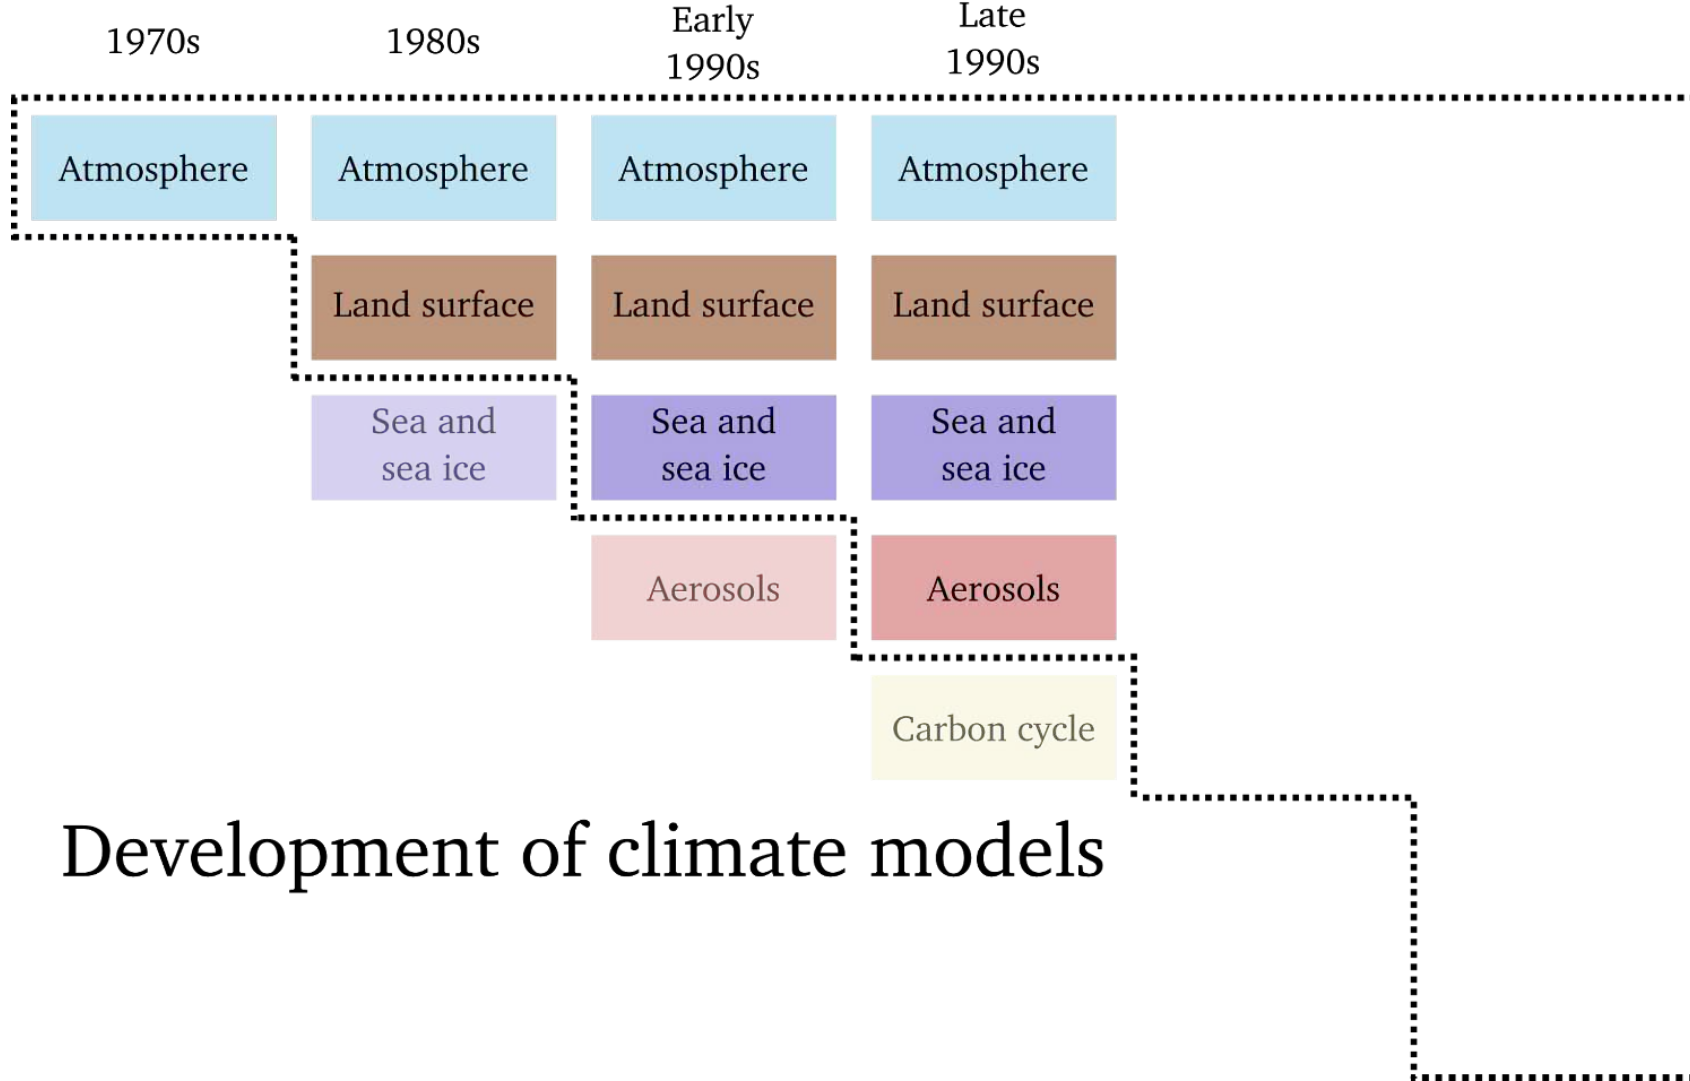 1970s
1980s
Early
1990s
Late
1990s
Atmosphere
Atmosphere
Atmosphere
Atmosphere
Land surface
Land surface
Land surface
Sea and
sea ice
Sea and
sea ice
Sea and
sea ice
Aerosols
Aerosols
Carbon cycle
Development of climate models